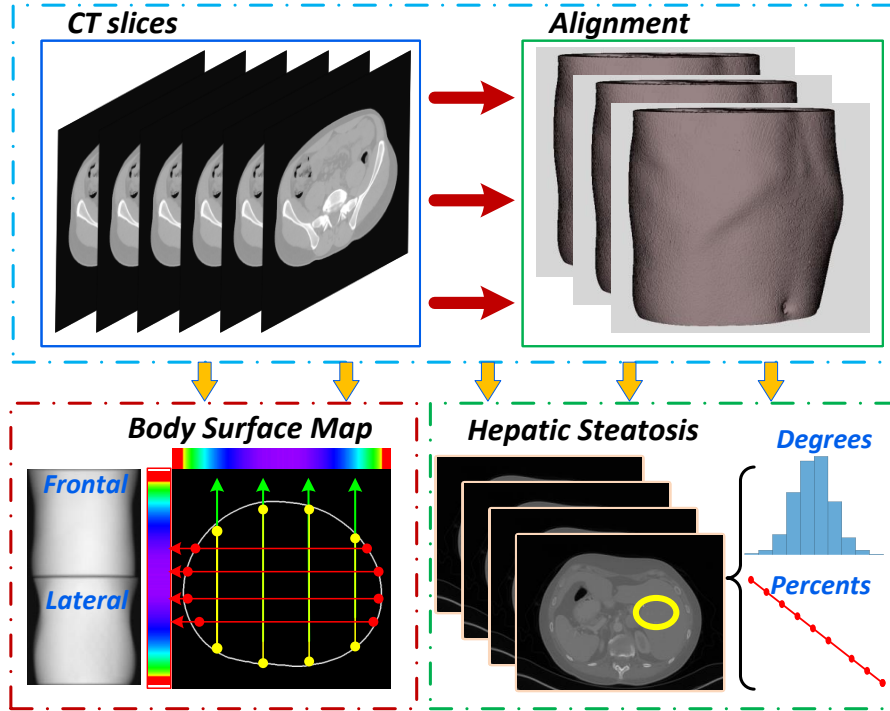 CT slices
Alignment
Body Surface Map
Frontal
Lateral
Hepatic Steatosis
Degrees
Percents